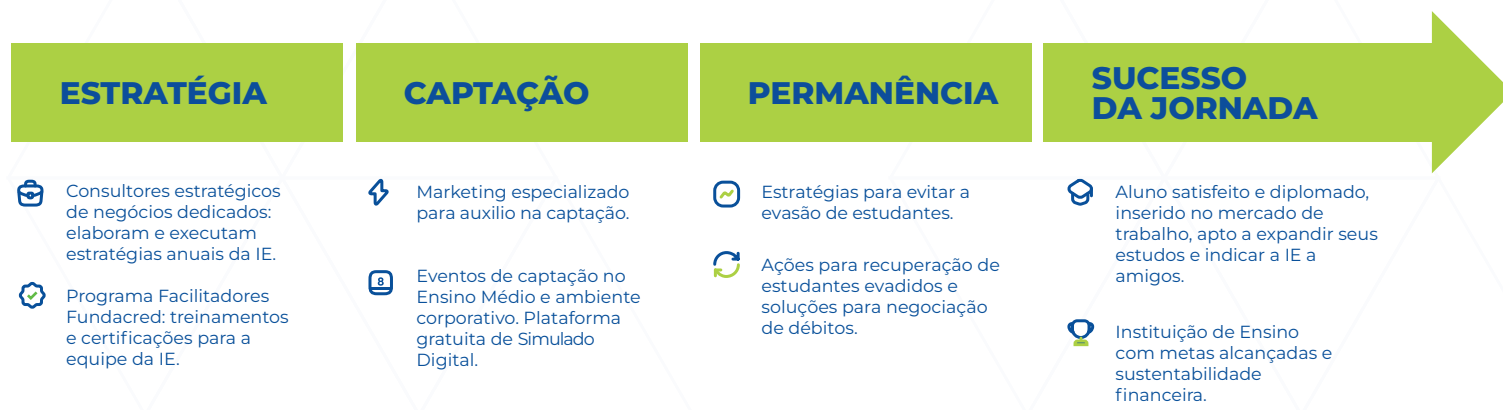 ESTRATÉGIA
Consultores estratégicos
de negócios dedicados:
elaboram e executam
estratégias anuais da IE.
Programa Facilitadores
Fundacred: treinamentos
e certificações para a
equipe da IE.
CAPTAÇÃO
Marketing especializado
para auxilio na captação.
8
Eventos de captação no
Ensino Médio e ambiente
corporativo. Plataforma
gratuita de Simulado
Digital.
PERMANÊNCIA
Estratégias para evitar a
evasão de estudantes.
Ações para recuperação de
estudantes evadidos e
soluções para negociação
de débitos.
SUCESSO
DA JORNADA
Aluno satisfeito e diplomado,
inserido no mercado de
trabalho, apto a expandir seus
estudos e indicar a IE a
amigos.
Instituição de Ensino
com metas alcançadas e
sustentabilidade
financeira.